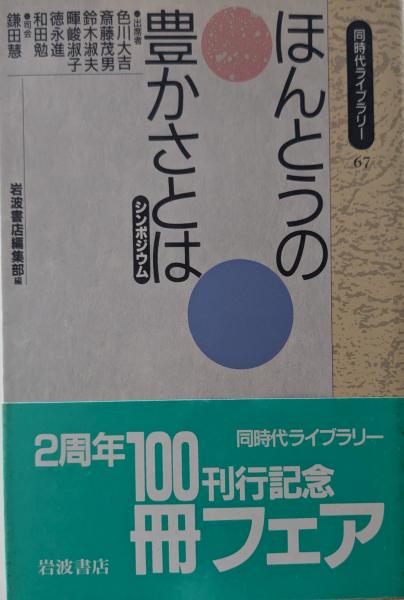 同時代ライブラリー
67
ほんとうの
豊かさとは
シンポジウム
●出席者
色川大吉
斎藤茂男
鈴木淑夫
暉峻淑子
徳永進
和田勉
●司会
鎌田慧
岩波書店編集部 編
2周年
100冊フェア
刊行記念
同時代ライブラリー
岩波書店